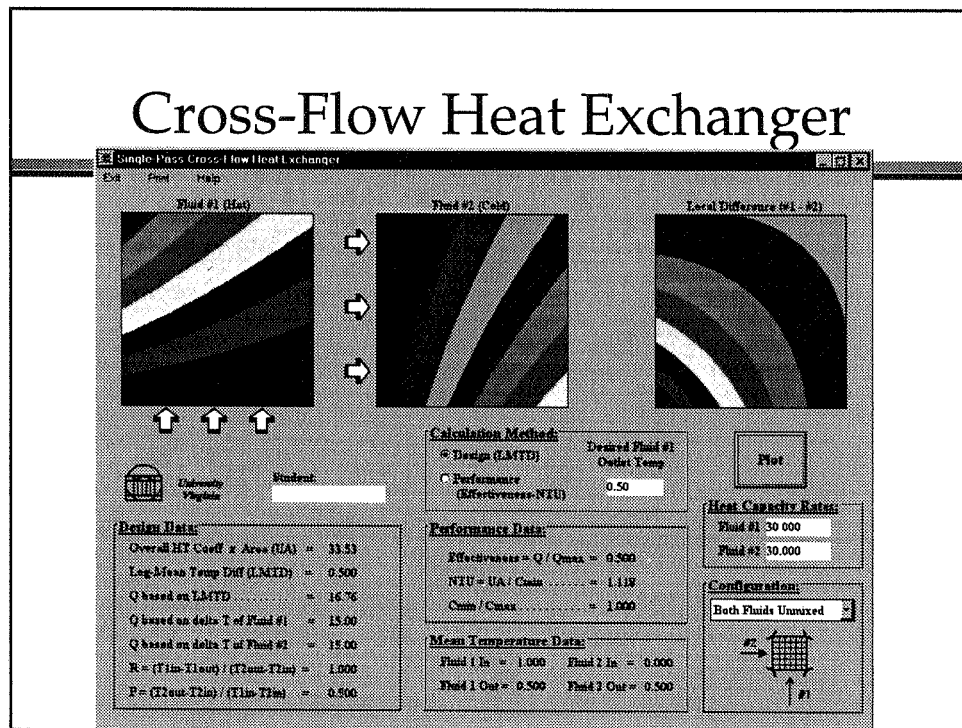 Cross-Flow Heat Exchanger
Single-Pass Cross-Flow Heat Exchanger
Exit Print Help
Fluid #1 (Hot)
Fluid #2 (Cold)
Local Difference (#1 - #2)
Calculation Method:
Design (LMTD)
Performance
(Effectiveness-NTU)
Desired Fluid #1
Outlet Temp
0.50
Plot
University
Virginia
Student:
Heat Capacity Rates:
Fluid #1 30.000
Fluid #2 30.000
Design Data:
Overall HT Coeff x Area (UA) = 33.53
Log-Mean Temp Diff (LMTD) = 0.500
Q based on LMTD . . . . . . . = 16.76
Q based on delta T of Fluid #1 = 15.00
Q based on delta T of Fluid #2 = 15.00
R = (T1in-T1out) / (T2out-T2in) = 1.000
P = (T2out-T2in) / (T1in-T2in) = 0.500
Performance Data:
Effectiveness = Q / Qmax = 0.500
NTU = UA / Cmin . . . . . . = 1.118
Cmin / Cmax . . . . . . . . . . = 1.000
Mean Temperature Data:
Fluid 1 In = 1.000 Fluid 2 In = 0.000
Fluid 1 Out = 0.500 Fluid 2 Out = 0.500
Configuration:
Both Fluids Unmixed
#2
#1